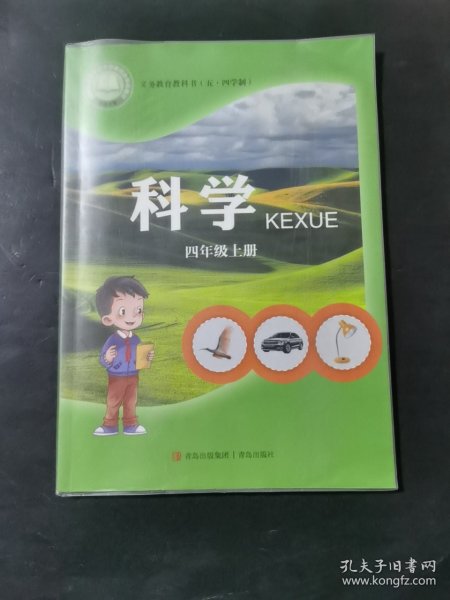 义务教育教科书（五·四学制）
科学
KEXUE
四年级上册
青岛出版集团 | 青岛出版社
孔夫子旧书网
www.kongfz.com